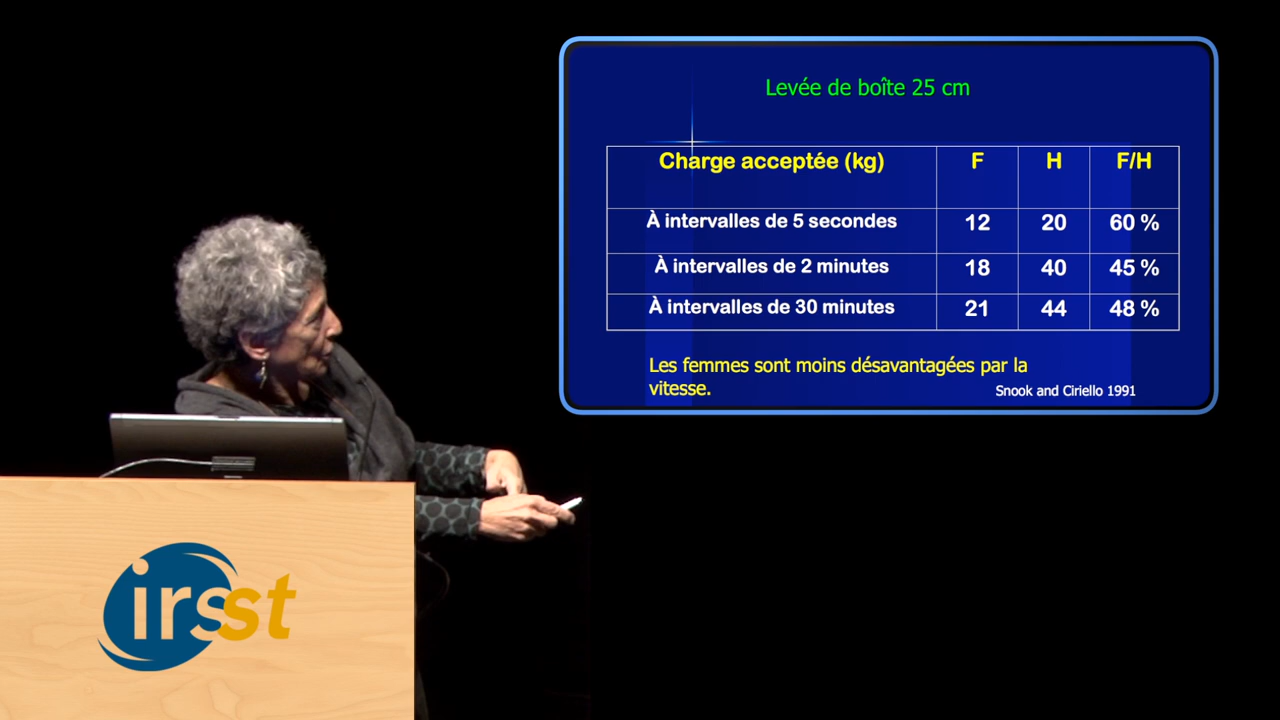 Levée de boîte 25 cm
Charge acceptée (kg) F H F/H
À intervalles de 5 secondes 12 20 60 %
À intervalles de 2 minutes 18 40 45 %
À intervalles de 30 minutes 21 44 48 %
Les femmes sont moins désavantagées par la
vitesse.
Snook and Ciriello 1991
irsst